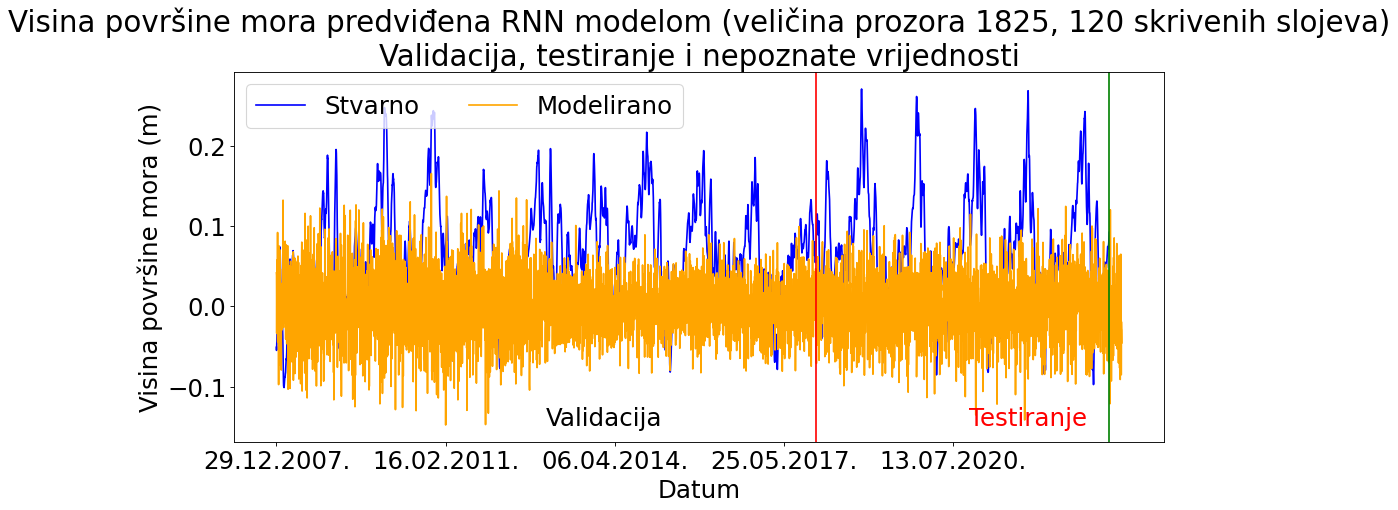 Visina površine mora predviđena RNN modelom (veličina prozora 1825, 120 skrivenih slojeva)
Validacija, testiranje i nepoznate vrijednosti
Stvarno
Modelirano
Visina površine mora (m)
0.2
0.1
0.0
−0.1
Validacija
Testiranje
29.12.2007.
16.02.2011.
06.04.2014.
25.05.2017.
13.07.2020.
Datum